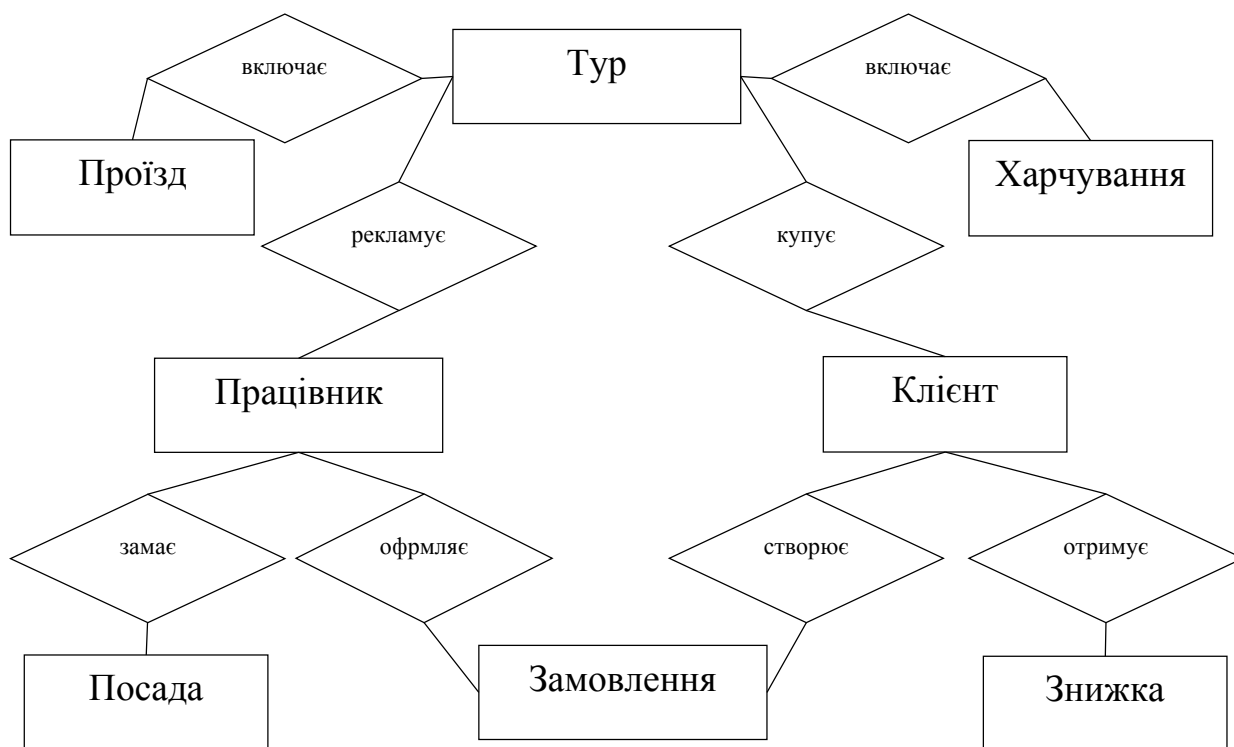 включає
Тур
включає
Проїзд
Харчування
рекламує
купує
Працівник
Клієнт
замає
офрмляє
створює
отримує
Посада
Замовлення
Знижка